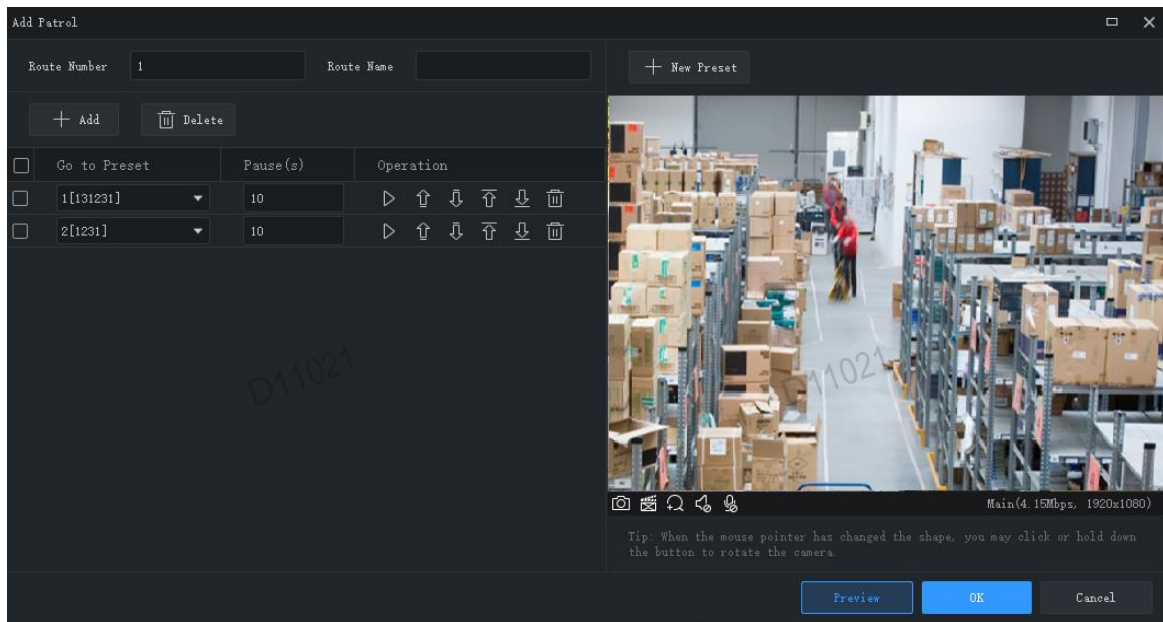 Add Patrol
Route Number 1 Route Name
New Preset
Add Delete
Go to Preset Pause(s) Operation
1[131231] 10
2[1231] 10
D11021
D11021
Main(4.15Mbps, 1920x1080)
Tip: When the mouse pointer has changed the shape, you may click or hold down
the button to rotate the camera.
Preview OK Cancel